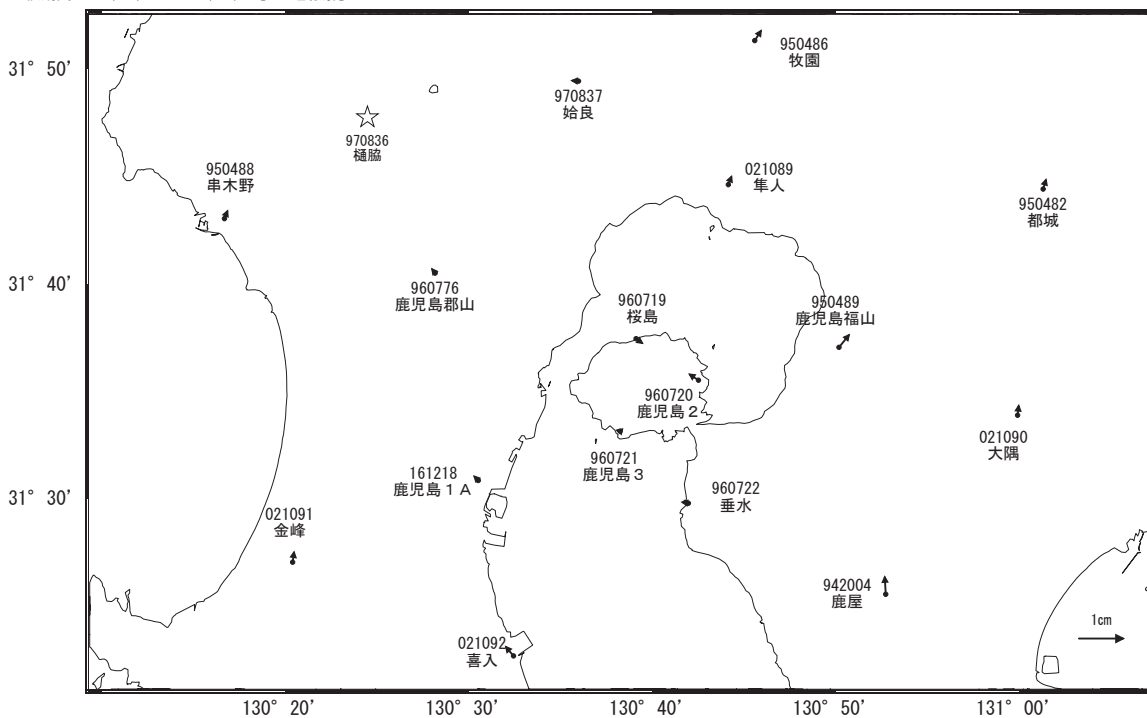 950486
牧園
31° 50'
970837
姶良
970836
樋脇
950488
串木野
021089
隼人
950482
都城
31° 40'
960776
鹿児島郡山
960719
桜島
950489
鹿児島福山
960720
鹿児島２
021090
大隅
960721
鹿児島３
161218
鹿児島１Ａ
31° 30'
960722
垂水
021091
金峰
942004
鹿屋
1cm
021092
喜入
130° 20'
130° 30'
130° 40'
130° 50'
131° 00'